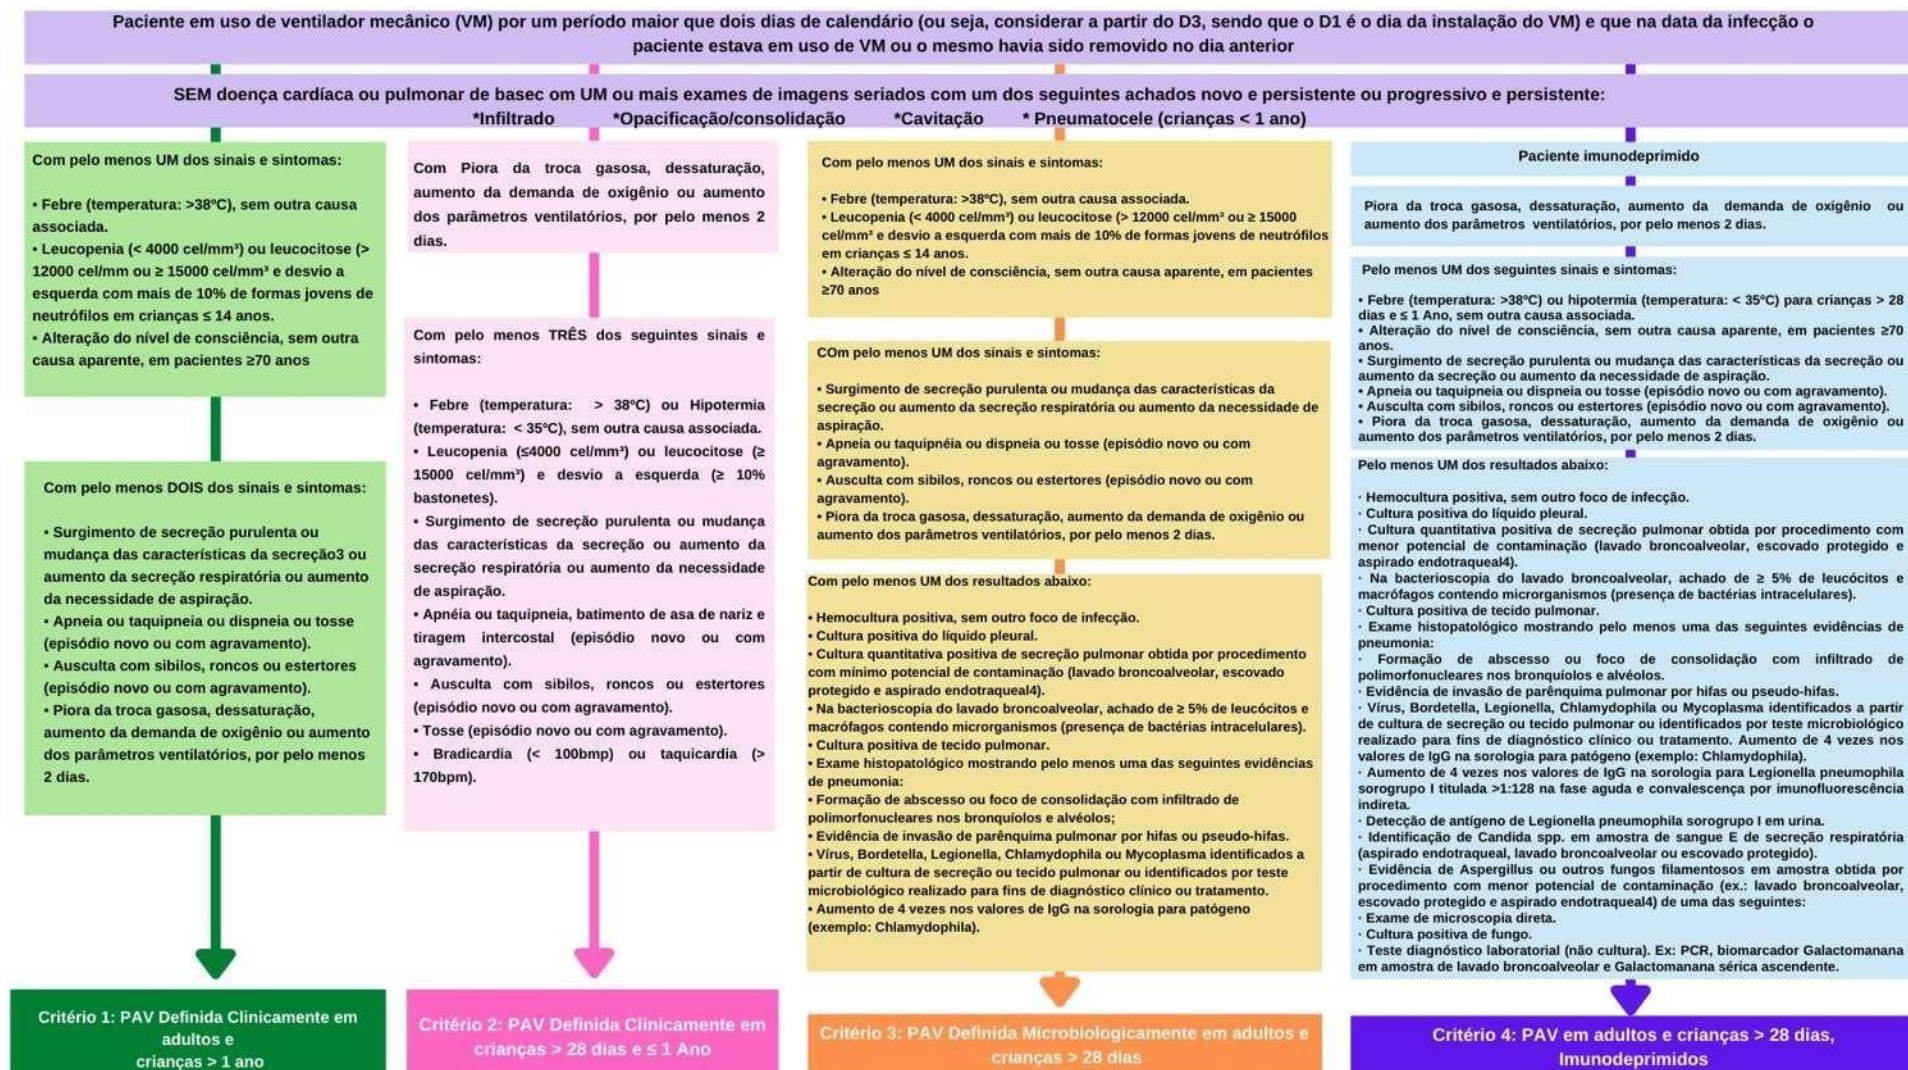 Paciente em uso de ventilador mecânico (VM) por um período maior que dois dias de calendário (ou seja, considerar a partir do D3, sendo que o D1 é o dia da instalação do VM) e que na data da infecção o
paciente estava em uso de VM ou o mesmo havia sido removido no dia anterior
SEM doença cardíaca ou pulmonar de basec om UM ou mais exames de imagens seriados com um dos seguintes achados novo e persistente ou progressivo e persistente:
*Infiltrado *Opacificação/consolidação *Cavitação * Pneumatocele (crianças < 1 ano)
Com pelo menos UM dos sinais e sintomas:
• Febre (temperatura: >38ºC), sem outra causa
associada.
• Leucopenia (< 4000 cel/mm³) ou leucocitose (>
12000 cel/mm ou ≥ 15000 cel/mm³ e desvio a
esquerda com mais de 10% de formas jovens de
neutrófilos em crianças ≤ 14 anos.
• Alteração do nível de consciência, sem outra
causa aparente, em pacientes ≥70 anos
Com pelo menos DOIS dos sinais e sintomas:
• Surgimento de secreção purulenta ou
mudança das características da secreção3 ou
aumento da secreção respiratória ou aumento
da necessidade de aspiração.
• Apneia ou taquipneia ou dispneia ou tosse
(episódio novo ou com agravamento).
• Ausculta com sibilos, roncos ou estertores
(episódio novo ou com agravamento).
• Piora da troca gasosa, dessaturação,
aumento da demanda de oxigênio ou aumento
dos parâmetros ventilatórios, por pelo menos
2 dias.
Critério 1: PAV Definida Clinicamente em
adultos e
crianças > 1 ano
Com Piora da troca gasosa, dessaturação,
aumento da demanda de oxigênio ou aumento
dos parâmetros ventilatórios, por pelo menos 2
dias.
Com pelo menos TRÊS dos seguintes sinais e
sintomas:
• Febre (temperatura: > 38ºC) ou Hipotermia
(temperatura: < 35ºC), sem outra causa associada.
• Leucopenia (≤4000 cel/mm³) ou leucocitose (≥
15000 cel/mm³) e desvio a esquerda (≥ 10%
bastonetes).
• Surgimento de secreção purulenta ou mudança
das características da secreção ou aumento da
secreção respiratória ou aumento da necessidade
de aspiração.
• Apnéia ou taquipneia, batimento de asa de nariz e
tiragem intercostal (episódio novo ou com
agravamento).
• Ausculta com sibilos, roncos ou estertores
(episódio novo ou com agravamento).
• Tosse (episódio novo ou com agravamento).
• Bradicardia (< 100bmp) ou taquicardia (>
170bpm).
Critério 2: PAV Definida Clinicamente em
crianças > 28 dias e ≤ 1 Ano
Com pelo menos UM dos sinais e sintomas:
• Febre (temperatura: >38ºC), sem outra causa associada.
• Leucopenia (< 4000 cel/mm³) ou leucocitose (> 12000 cel/mm³ ou ≥ 15000
cel/mm³ e desvio a esquerda com mais de 10% de formas jovens de neutrófilos
em crianças ≤ 14 anos.
• Alteração do nível de consciência, sem outra causa aparente, em pacientes
≥70 anos
COm pelo menos UM dos sinais e sintomas:
• Surgimento de secreção purulenta ou mudança das características da
secreção ou aumento da secreção respiratória ou aumento da necessidade de
aspiração.
• Apneia ou taquipnéia ou dispneia ou tosse (episódio novo ou com
agravamento).
• Ausculta com sibilos, roncos ou estertores (episódio novo ou com
agravamento).
• Piora da troca gasosa, dessaturação, aumento da demanda de oxigênio ou
aumento dos parâmetros ventilatórios, por pelo menos 2 dias.
Com pelo menos UM dos resultados abaixo:
• Hemocultura positiva, sem outro foco de infecção.
• Cultura positiva do líquido pleural.
• Cultura quantitativa positiva de secreção pulmonar obtida por procedimento
com mínimo potencial de contaminação (lavado broncoalveolar, escovado
protegido e aspirado endotraqueal4).
• Na bacterioscopia do lavado broncoalveolar, achado de ≥ 5% de leucócitos e
macrófagos contendo microrganismos (presença de bactérias intracelulares).
• Cultura positiva de tecido pulmonar.
• Exame histopatológico mostrando pelo menos uma das seguintes evidências
de pneumonia:
• Formação de abscesso ou foco de consolidação com infiltrado de
polimorfonucleares nos bronquíolos e alvéolos;
• Evidência de invasão de parênquima pulmonar por hifas ou pseudo-hifas.
• Vírus, Bordetella, Legionella, Chlamydophila ou Mycoplasma identificados a
partir de cultura de secreção ou tecido pulmonar ou identificados por teste
microbiológico realizado para fins de diagnóstico clínico ou tratamento.
• Aumento de 4 vezes nos valores de IgG na sorologia para patógeno
(exemplo: Chlamydophila).
Critério 3: PAV Definida Microbiologicamente em adultos e
crianças > 28 dias
Paciente imunodeprimido
Piora da troca gasosa, dessaturação, aumento da demanda de oxigênio ou
aumento dos parâmetros ventilatórios, por pelo menos 2 dias.
Pelo menos UM dos seguintes sinais e sintomas:
• Febre (temperatura: >38ºC) ou hipotermia (temperatura: < 35ºC) para crianças > 28
dias e ≤ 1 Ano, sem outra causa associada.
• Alteração do nível de consciência, sem outra causa aparente, em pacientes ≥70
anos.
• Surgimento de secreção purulenta ou mudança das características da secreção ou
aumento da secreção ou aumento da necessidade de aspiração.
• Apneia ou taquipneia ou dispneia ou tosse (episódio novo ou com agravamento).
• Ausculta com sibilos, roncos ou estertores (episódio novo ou com agravamento).
• Piora da troca gasosa, dessaturação, aumento da demanda de oxigênio ou
aumento dos parâmetros ventilatórios, por pelo menos 2 dias.
Pelo menos UM dos resultados abaixo:
· Hemocultura positiva, sem outro foco de infecção.
· Cultura positiva do líquido pleural.
· Cultura quantitativa positiva de secreção pulmonar obtida por procedimento com
menor potencial de contaminação (lavado broncoalveolar, escovado protegido e
aspirado endotraqueal4).
· Na bacterioscopia do lavado broncoalveolar, achado de ≥ 5% de leucócitos e
macrófagos contendo microrganismos (presença de bactérias intracelulares).
· Cultura positiva de tecido pulmonar.
· Exame histopatológico mostrando pelo menos uma das seguintes evidências de
pneumonia:
· Formação de abscesso ou foco de consolidação com infiltrado de
polimorfonucleares nos bronquíolos e alvéolos.
· Evidência de invasão de parênquima pulmonar por hifas ou pseudo-hifas.
· Vírus, Bordetella, Legionella, Chlamydophila ou Mycoplasma identificados a partir
de cultura de secreção ou tecido pulmonar ou identificados por teste microbiológico
realizado para fins de diagnóstico clínico ou tratamento. Aumento de 4 vezes nos
valores de IgG na sorologia para patógeno (exemplo: Chlamydophila).
· Aumento de 4 vezes nos valores de IgG na sorologia para Legionella pneumophila
sorogrupo I titulada >1:128 na fase aguda e convalescença por imunofluorescência
indireta.
· Detecção de antígeno de Legionella pneumophila sorogrupo I em urina.
· Identificação de Candida spp. em amostra de sangue E de secreção respiratória
(aspirado endotraqueal, lavado broncoalveolar ou escovado protegido).
· Evidência de Aspergillus ou outros fungos filamentosos em amostra obtida por
procedimento com menor potencial de contaminação (ex.: lavado broncoalveolar,
escovado protegido e aspirado endotraqueal4) de uma das seguintes:
· Exame de microscopia direta.
· Cultura positiva de fungo.
· Teste diagnóstico laboratorial (não cultura). Ex: PCR, biomarcador Galactomanana
em amostra de lavado broncoalveolar e Galactomanana sérica ascendente.
Critério 4: PAV em adultos e crianças > 28 dias,
Imunodeprimidos